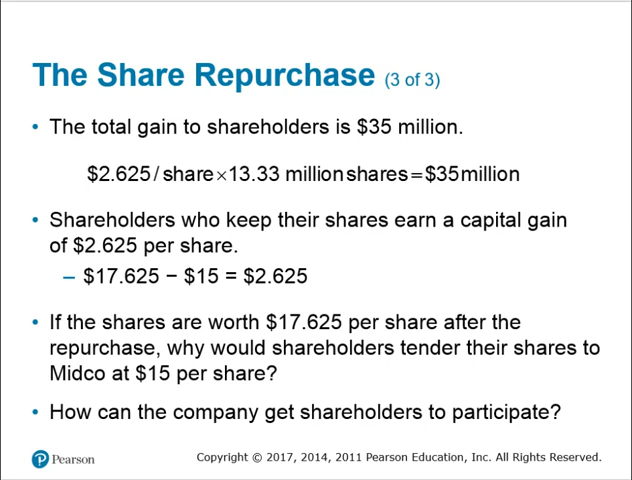 The Share Repurchase (3 of 3)
• The total gain to shareholders is $35 million.
$2.625/share×13.33 million shares=$35 million
• Shareholders who keep their shares earn a capital gain
of $2.625 per share.
– $17.625 − $15 = $2.625
• If the shares are worth $17.625 per share after the
repurchase, why would shareholders tender their shares to
Midco at $15 per share?
• How can the company get shareholders to participate?
Pearson
Copyright © 2017, 2014, 2011 Pearson Education, Inc. All Rights Reserved.